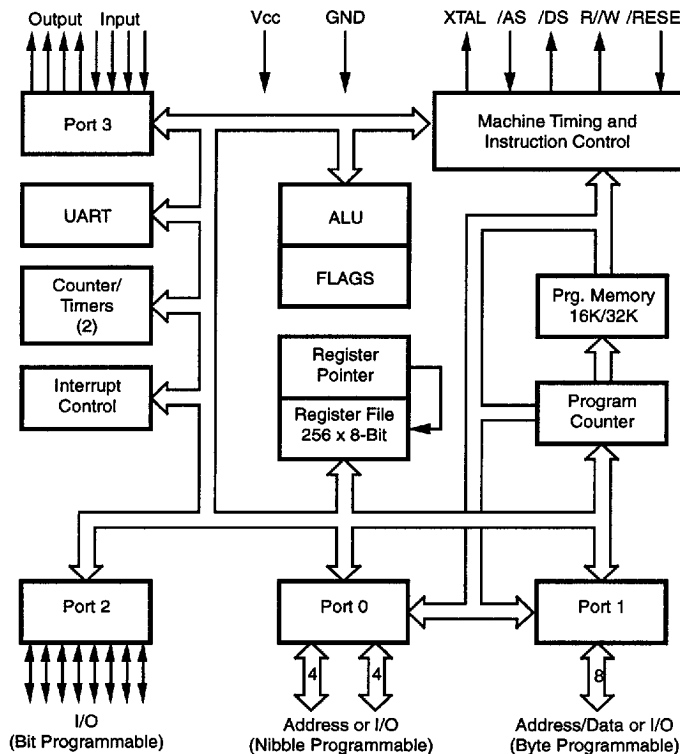 Output Input Vcc GND XTAL /AS /DS R//W /RESE
Port 3
Machine Timing and
Instruction Control
UART
ALU
FLAGS
Counter/
Timers
(2)
Prg. Memory
16K/32K
Register
Pointer
Interrupt
Control
Register File
256 x 8-Bit
Program
Counter
Port 2
Port 0
Port 1
4 4 8
I/O
(Bit Programmable)
Address or I/O
(Nibble Programmable)
Address/Data or I/O
(Byte Programmable)